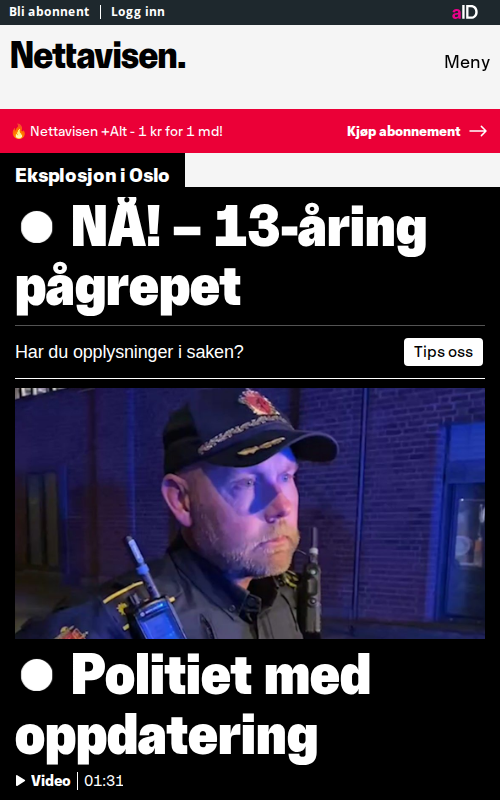 Bli abonnent | Logg inn
aID
Nettavisen.
Meny
🔥 Nettavisen +Alt - 1 kr for 1 md!
Kjøp abonnement →
Eksplosjon i Oslo
● NÅ! – 13-åring
pågrepet
Har du opplysninger i saken?
Tips oss
● Politiet med
oppdatering
Video | 01:31